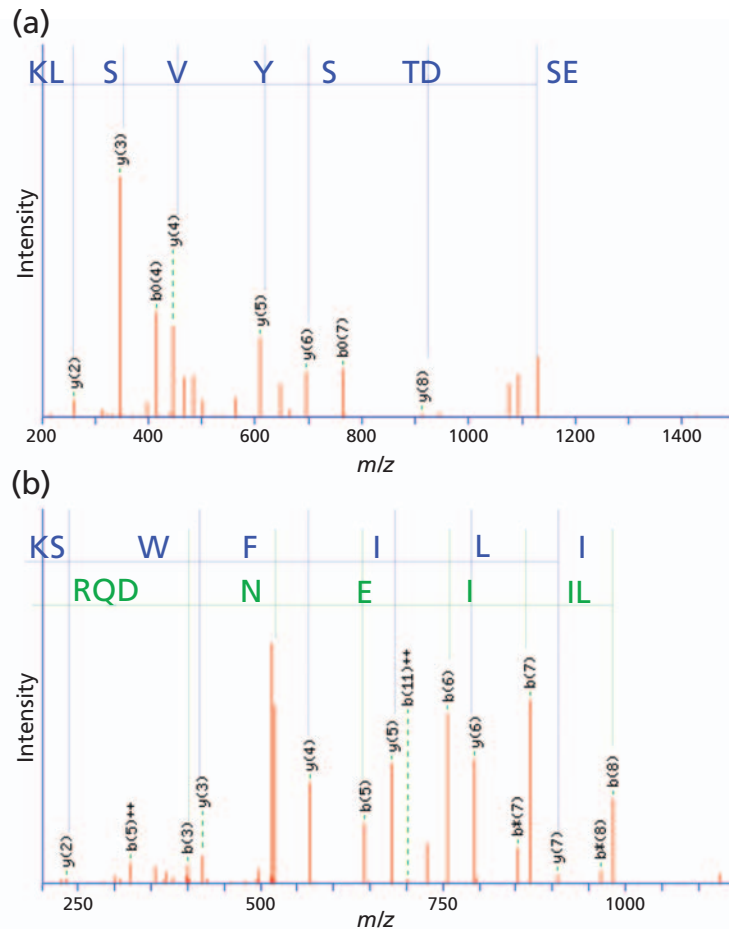 (a)
KL S V Y S TD SE
y(2)
y(3)
b0(4)
y(4)
y(5)
y(6)
b0(7)
y(8)
Intensity
200 400 600 800 1000 1200 1400
m/z
(b)
KS W F I L I
RQD N E I IL
y(2)
b(5)++
b(3)
y(3)
y(4)
b(5)
y(5)
b(11)++
b(6)
y(6)
b*(7)
b(7)
y(7)
b*(8)
b(8)
Intensity
250 500 750 1000
m/z